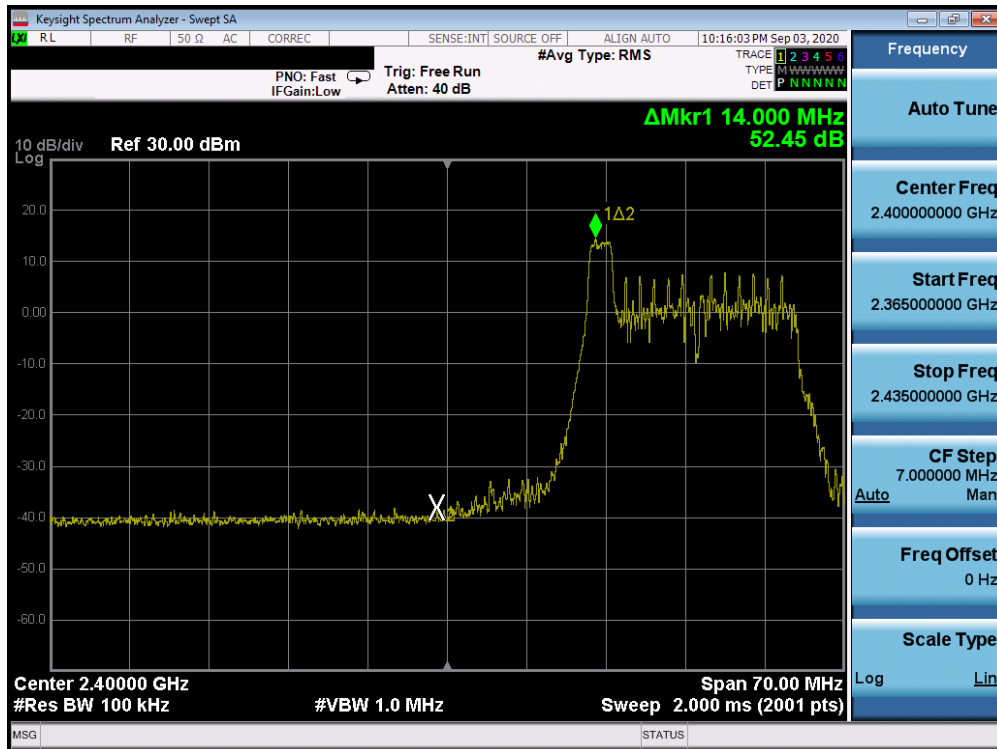 Keysight Spectrum Analyzer - Swept SA
LXI RL RF 50 Ω AC CORREC SENSE:INT SOURCE OFF ALIGN AUTO 10:16:03 PM Sep 03, 2020
#Avg Type: RMS
TRACE 1 2 3 4 5 6
PNO: Fast Trig: Free Run TYPE M WWWWW
IFGain:Low Atten: 40 dB DET P N N N N N
ΔMkr1 14.000 MHz
52.45 dB
10 dB/div Ref 30.00 dBm
Log
1Δ2
20.0
10.0
0.00
-10.0
-20.0
-30.0
X
-40.0
-50.0
-60.0
Center 2.40000 GHz Span 70.00 MHz
#Res BW 100 kHz #VBW 1.0 MHz Sweep 2.000 ms (2001 pts)
MSG STATUS
Frequency
Auto Tune
Center Freq
2.400000000 GHz
Start Freq
2.365000000 GHz
Stop Freq
2.435000000 GHz
CF Step
7.000000 MHz
Auto Man
Freq Offset
0 Hz
Scale Type
Log Lin